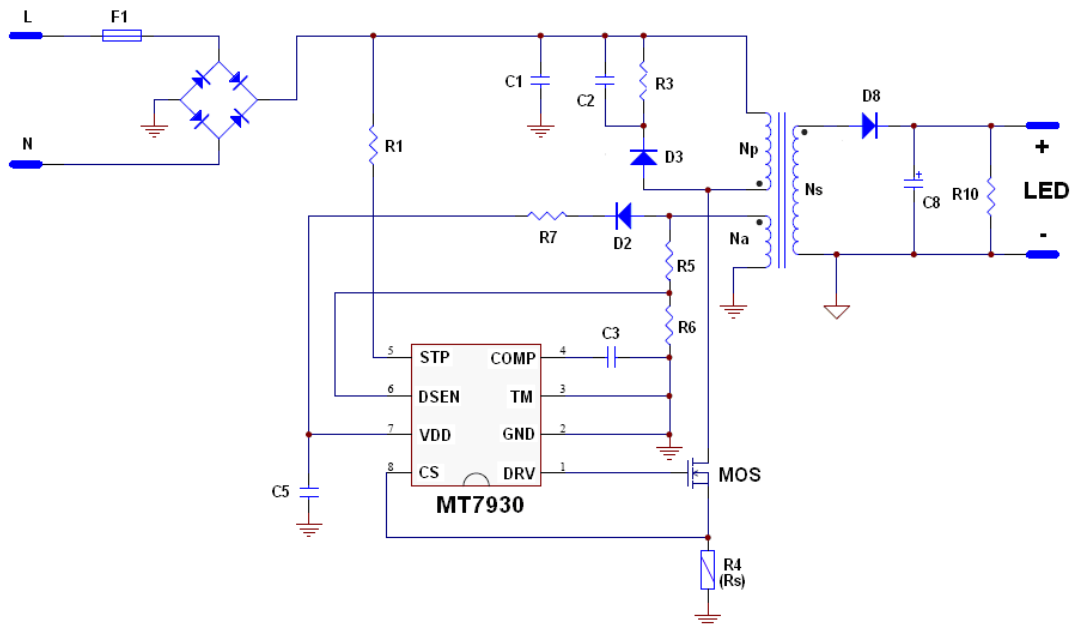 L
F1
C1
C2
R3
D8
N
R1
D3
Np
Ns
+
LED
-
+
C8
R10
R7
D2
Na
R5
C3
R6
5
STP
COMP
4
6
DSEN
TM
3
7
VDD
GND
2
8
CS
DRV
1
MOS
C5
MT7930
R4
(Rs)